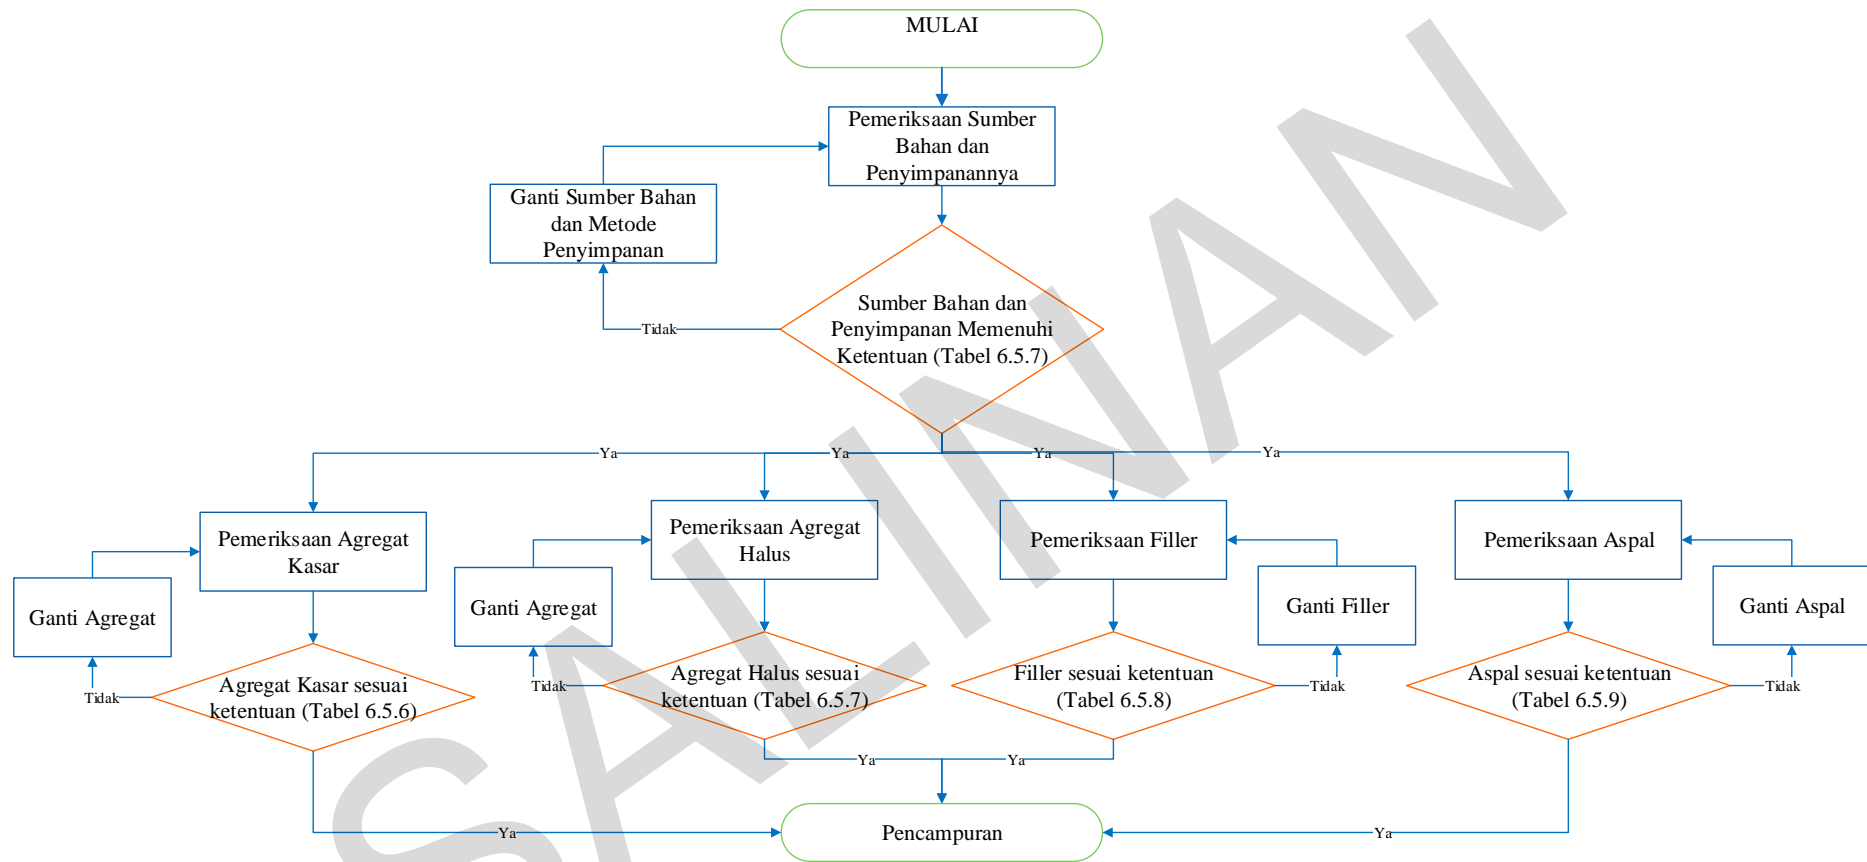 MULAI
Pemeriksaan Sumber
Bahan dan
Penyimpanannya
Ganti Sumber Bahan
dan Metode
Penyimpanan
Sumber Bahan dan
Penyimpanan Memenuhi
Ketentuan (Tabel 6.5.7)
Tidak
Ya
Ya
Ya
Ya
Pemeriksaan Agregat
Kasar
Pemeriksaan Agregat
Halus
Pemeriksaan Filler
Pemeriksaan Aspal
Ganti Agregat
Ganti Agregat
Ganti Filler
Ganti Aspal
Agregat Kasar sesuai
ketentuan (Tabel 6.5.6)
Tidak
Agregat Halus sesuai
ketentuan (Tabel 6.5.7)
Tidak
Filler sesuai ketentuan
(Tabel 6.5.8)
Tidak
Aspal sesuai ketentuan
(Tabel 6.5.9)
Tidak
Ya
Ya
Ya
Pencampuran
Ya
SALINAN